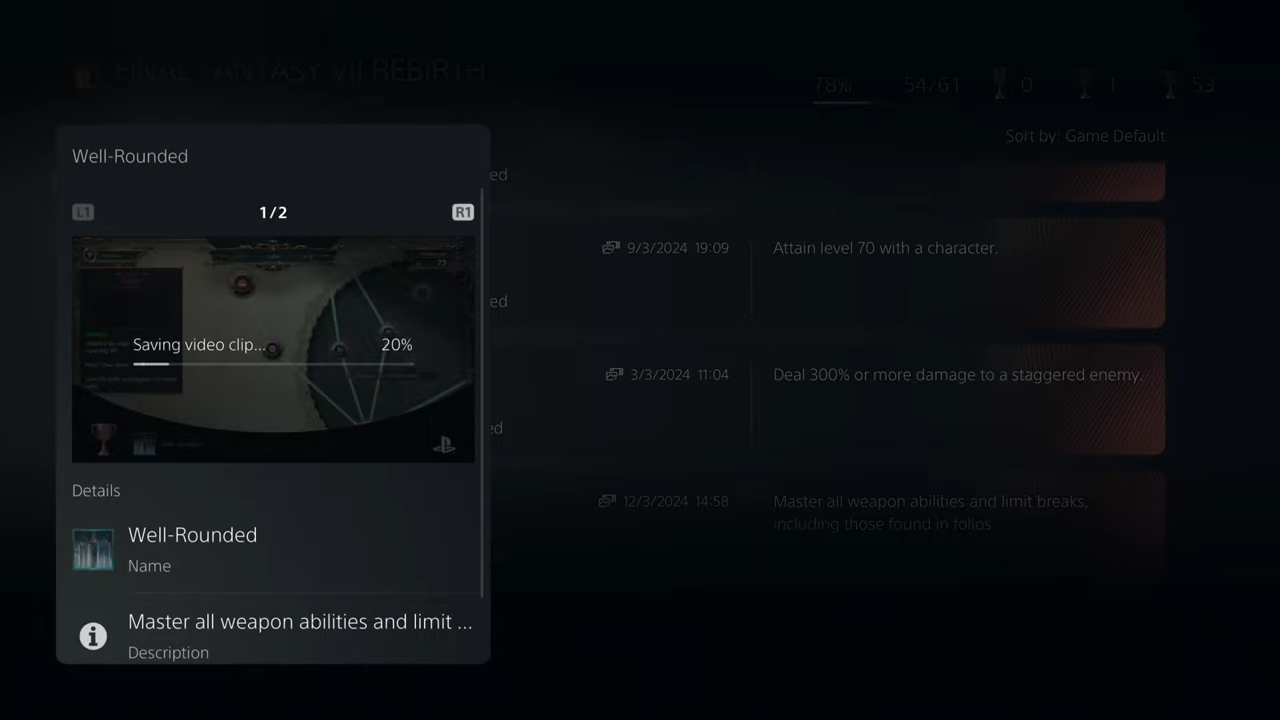 FINAL FANTASY VII REBIRTH
78%
54/61
0
1
53
Sort by: Game Default
Well-Rounded
L1
1/2
R1
ed
9/3/2024 19:09
Attain level 70 with a character.
ed
Saving video clip...
20%
3/3/2024 11:04
Deal 300% or more damage to a staggered enemy.
ed
Details
12/3/2024 14:58
Master all weapon abilities and limit breaks,
including those found in folios
Well-Rounded
Name
Master all weapon abilities and limit ...
Description